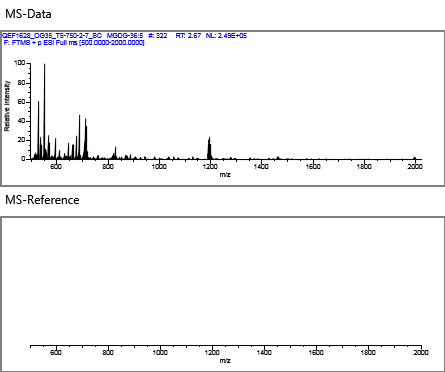 MS-Data
QEF1628_OG35_T5-750-2-7_BC MGDG-36:5 #: 322 RT: 2.67 NL: 2.49E+05
F: FTMS + p ESI Full ms [500.0000-2000.0000]
100
80
60
40
20
0
Relative Intensity
600 800 1000 1200 1400 1600 1800 2000
m/z
MS-Reference
600 800 1000 1200 1400 1600 1800 2000
m/z